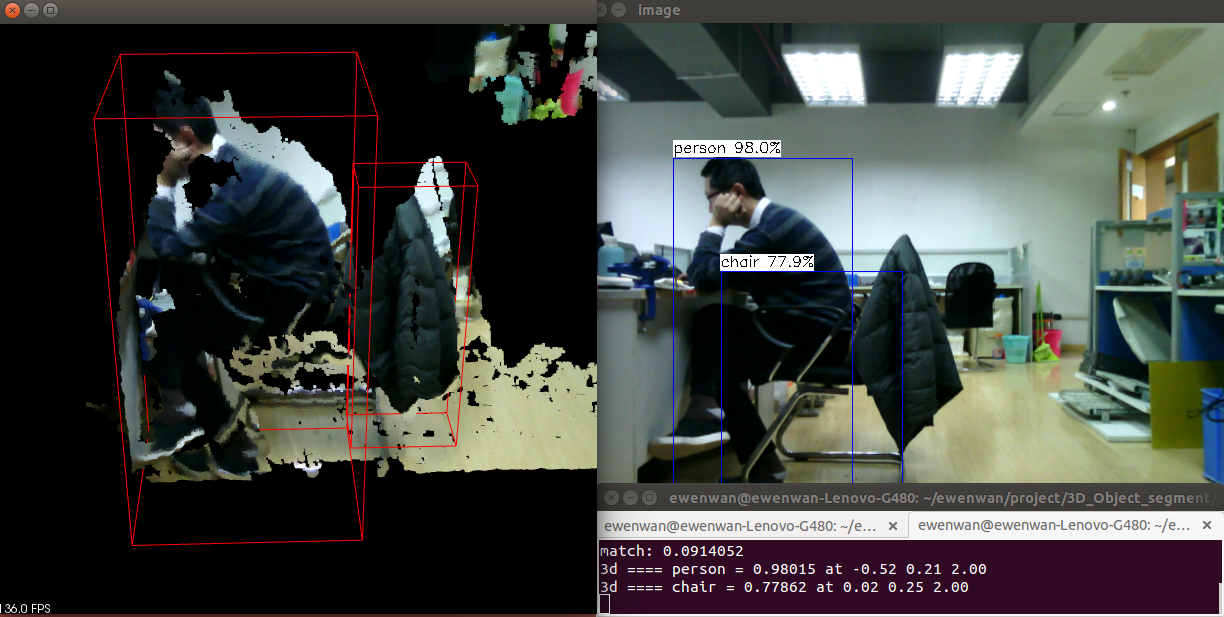 image
person 98.0%
chair 77.9%
ewenwan@ewenwan-Lenovo-G480: ~/ewenwan/project/3D_Object_segment/
ewenwan@ewenwan-Lenovo-G480: ~/e...
ewenwan@ewenwan-Lenovo-G480: ~/e...
match: 0.0914052
3d ==== person = 0.98015 at -0.52 0.21 2.00
3d ==== chair = 0.77862 at 0.02 0.25 2.00
136.0 FPS